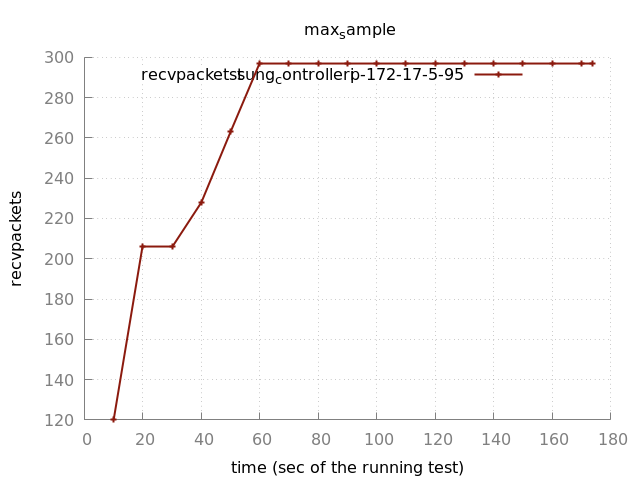 max_sample
300
recvpacketstsung_controllerip-172-17-5-95
280
260
240
220
200
180
160
140
120
recvpackets
0 20 40 60 80 100 120 140 160 180
time (sec of the running test)